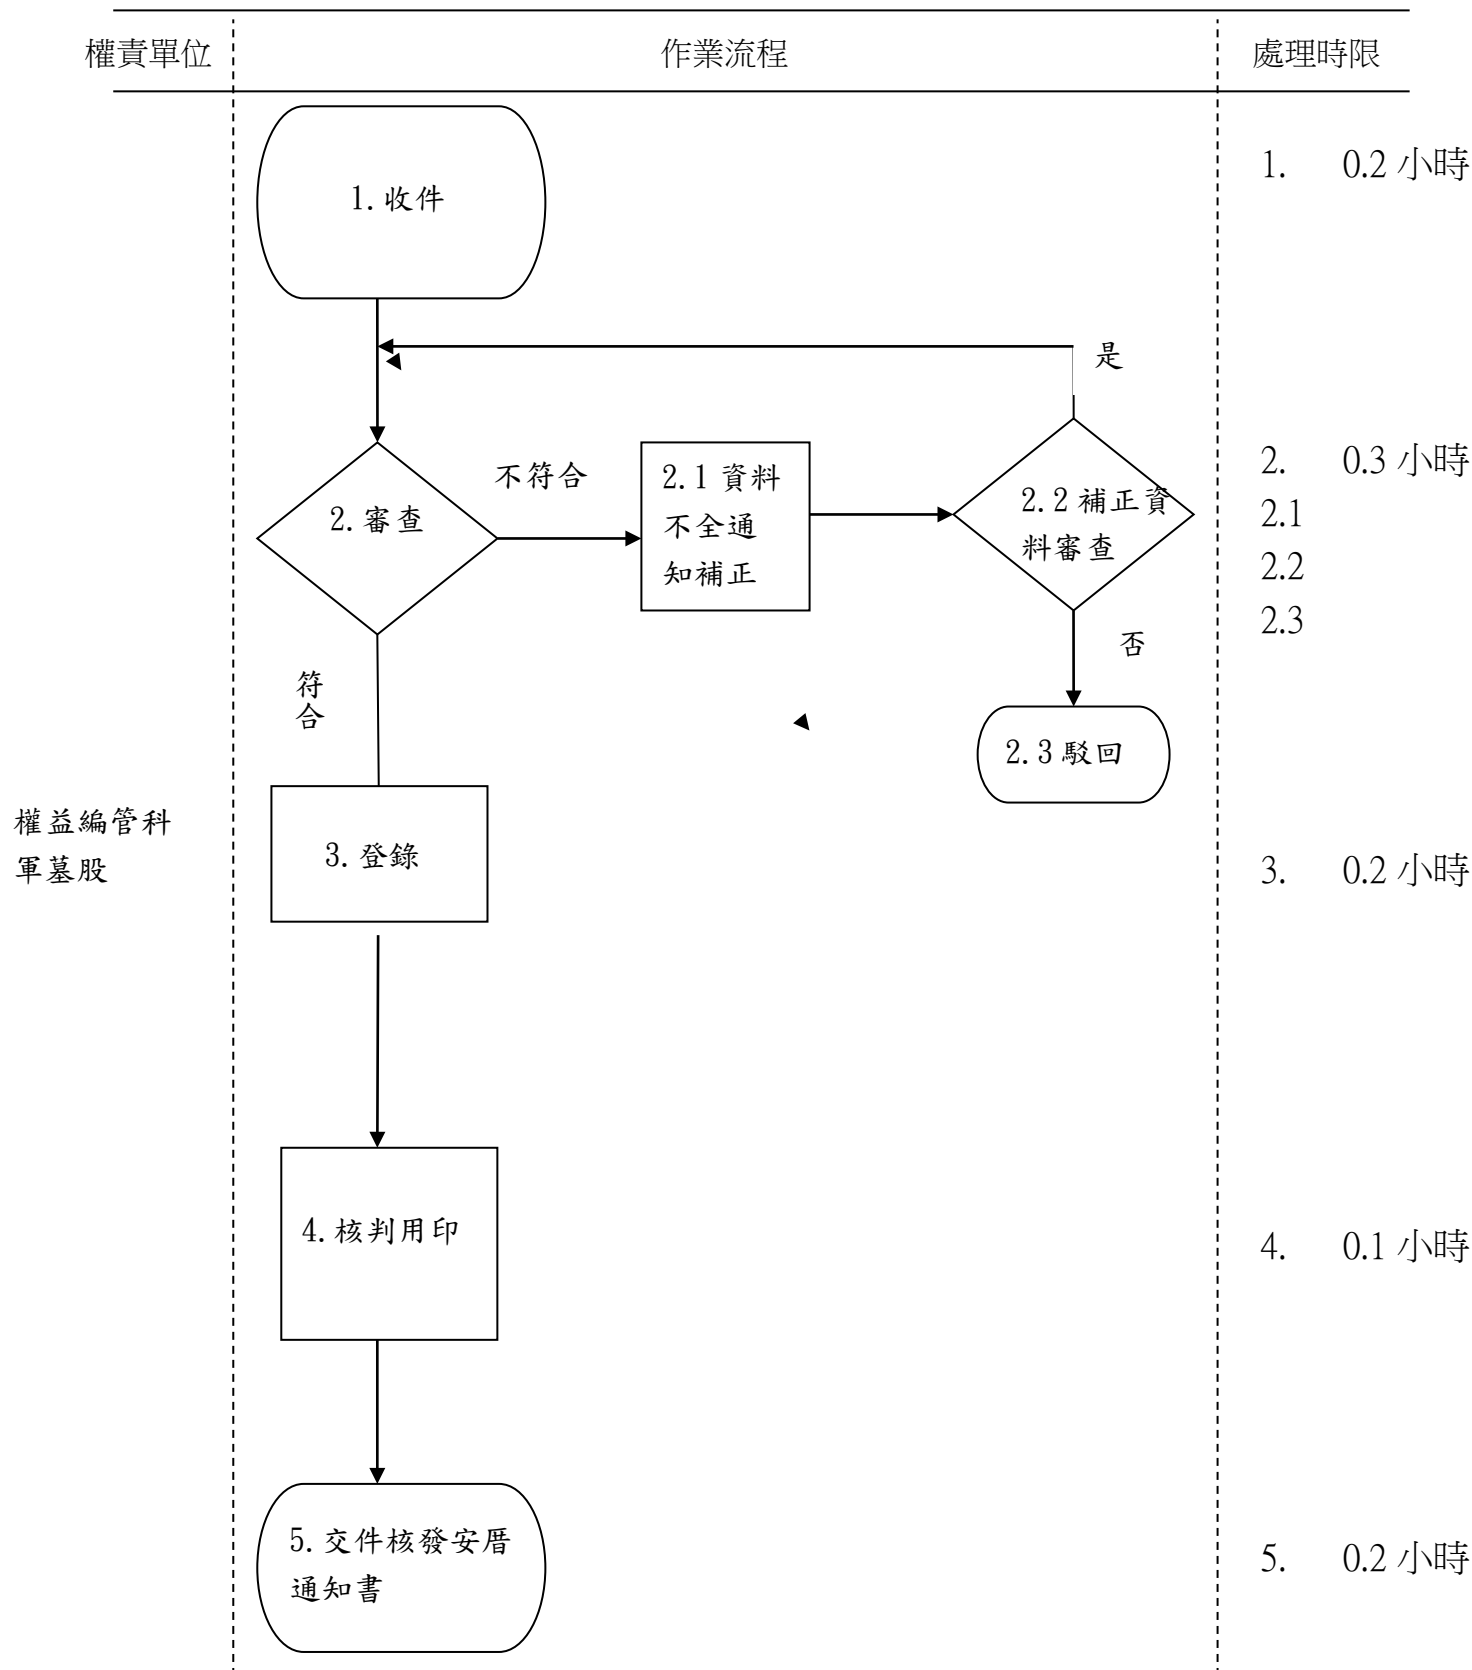 權責單位
作業流程
處理時限
1.收件
1. 0.2 小時
是
不符合
2.審查
2.1 資料
不全通
知補正
2.2 補正資
料審查
2. 0.3 小時
2.1
2.2
2.3
否
符
合
2.3 駁回
權益編管科
軍墓股
3.登錄
3. 0.2 小時
4.核判用印
4. 0.1 小時
5.交件核發安厝
通知書
5. 0.2 小時